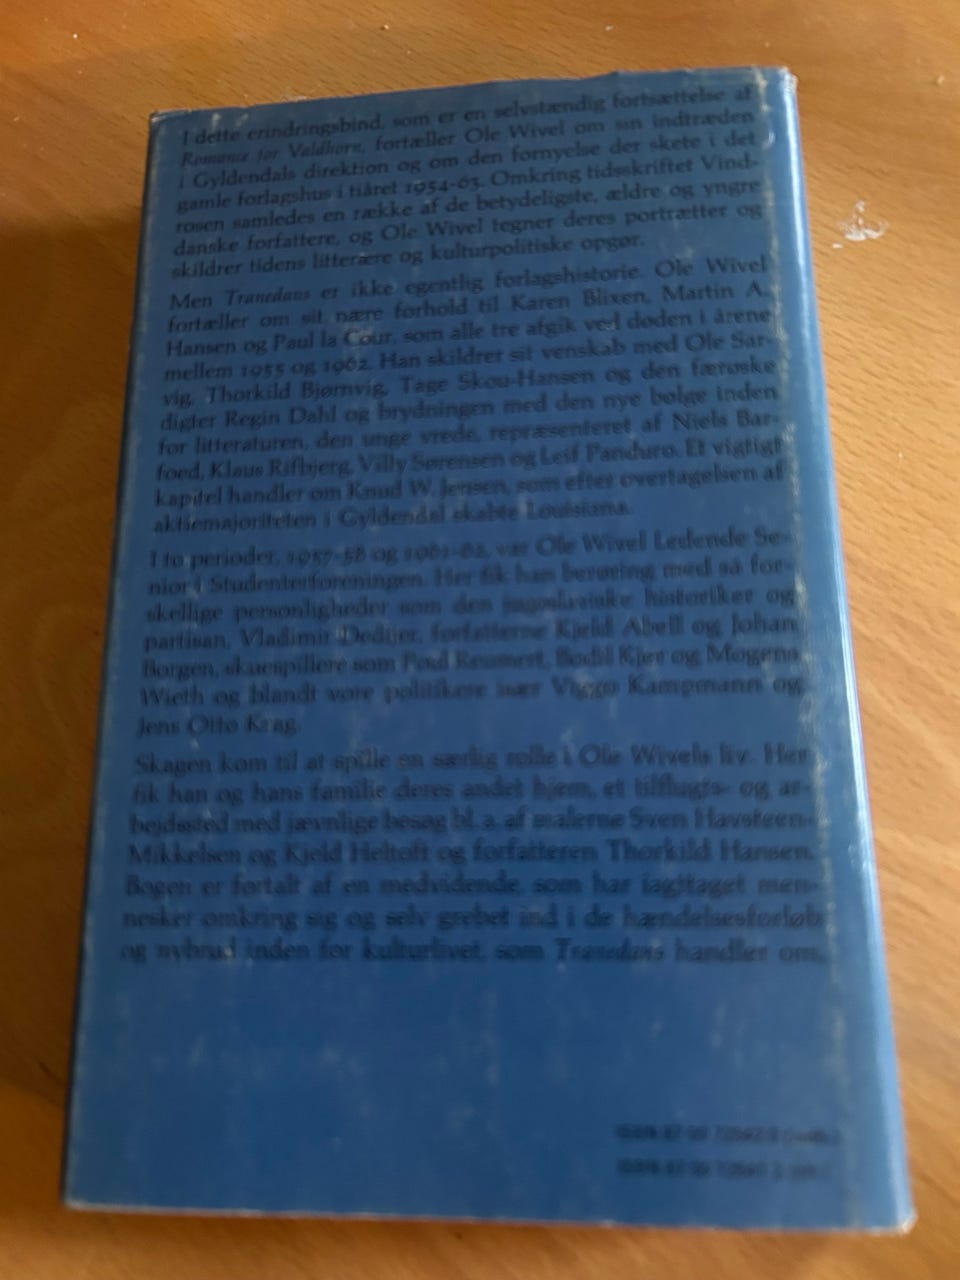 I dette erindringsbind, som er en selvstændig fortsættelse af
Romance for Valdhorn, fortæller Ole Wivel om sin indtræden
i Gyldendals direktion og om den fornyelse der skete i det
gamle forlagshus i tiåret 1954-63. Omkring tidsskriftet Vind-
rosen samledes en række af de betydeligste, ældre og yngre
danske forfattere, og Ole Wivel tegner deres portrætter og
skildrer tidens litterære og kulturpolitiske opgør.
Men Tranedans er ikke egentlig forlagshistorie. Ole Wivel
fortæller om sit nære forhold til Karen Blixen, Martin A.
Hansen og Paul la Cour, som alle tre afgik ved døden i årene
mellem 1955 og 1962. Han skildrer sit venskab med Ole Sar-
vig, Thorkild Bjørnvig, Tage Skou-Hansen og den færøske
digter Regin Dahl og brydningen med den nye bølge inden
for litteraturen, den unge vrede, repræsenteret af Niels Bar-
foed, Klaus Rifbjerg, Villy Sørensen og Leif Panduro. Et vigtigt
kapitel handler om Knud W. Jensen, som efter overtagelsen af
aktiemajoriteten i Gyldendal skabte Louisiana.
I to perioder, 1957-58 og 1961-62, var Ole Wivel Ledende Se-
nior i Studenterforeningen. Her fik han berøring med så for-
skellige personligheder som den jugoslaviske historiker og
partisan, Vladimir Dedijer, forfatterne Kjeld Abell og Johan
Borgen, skuespillere som Poul Reumert, Bodil Kjer og Mogens
Wieth og blandt vore politikere især Viggo Kampmann og
Jens Otto Krag.
Skagen kom til at spille en særlig rolle i Ole Wivels liv. Her
fik han og hans familie deres andet hjem, et tilflugts- og ar-
bejdssted med jævnlige besøg bl. a. af malerne Sven Havsteen-
Mikkelsen og Kjeld Heltoft og forfatteren Thorkild Hansen.
Bogen er fortalt af en medvidende, som har iagttaget men-
nesker omkring sig og selv grebet ind i de hændelsesforløb
og nybrud inden for kulturlivet, som Tranedans handler om.
ISBN 87
ISBN 87